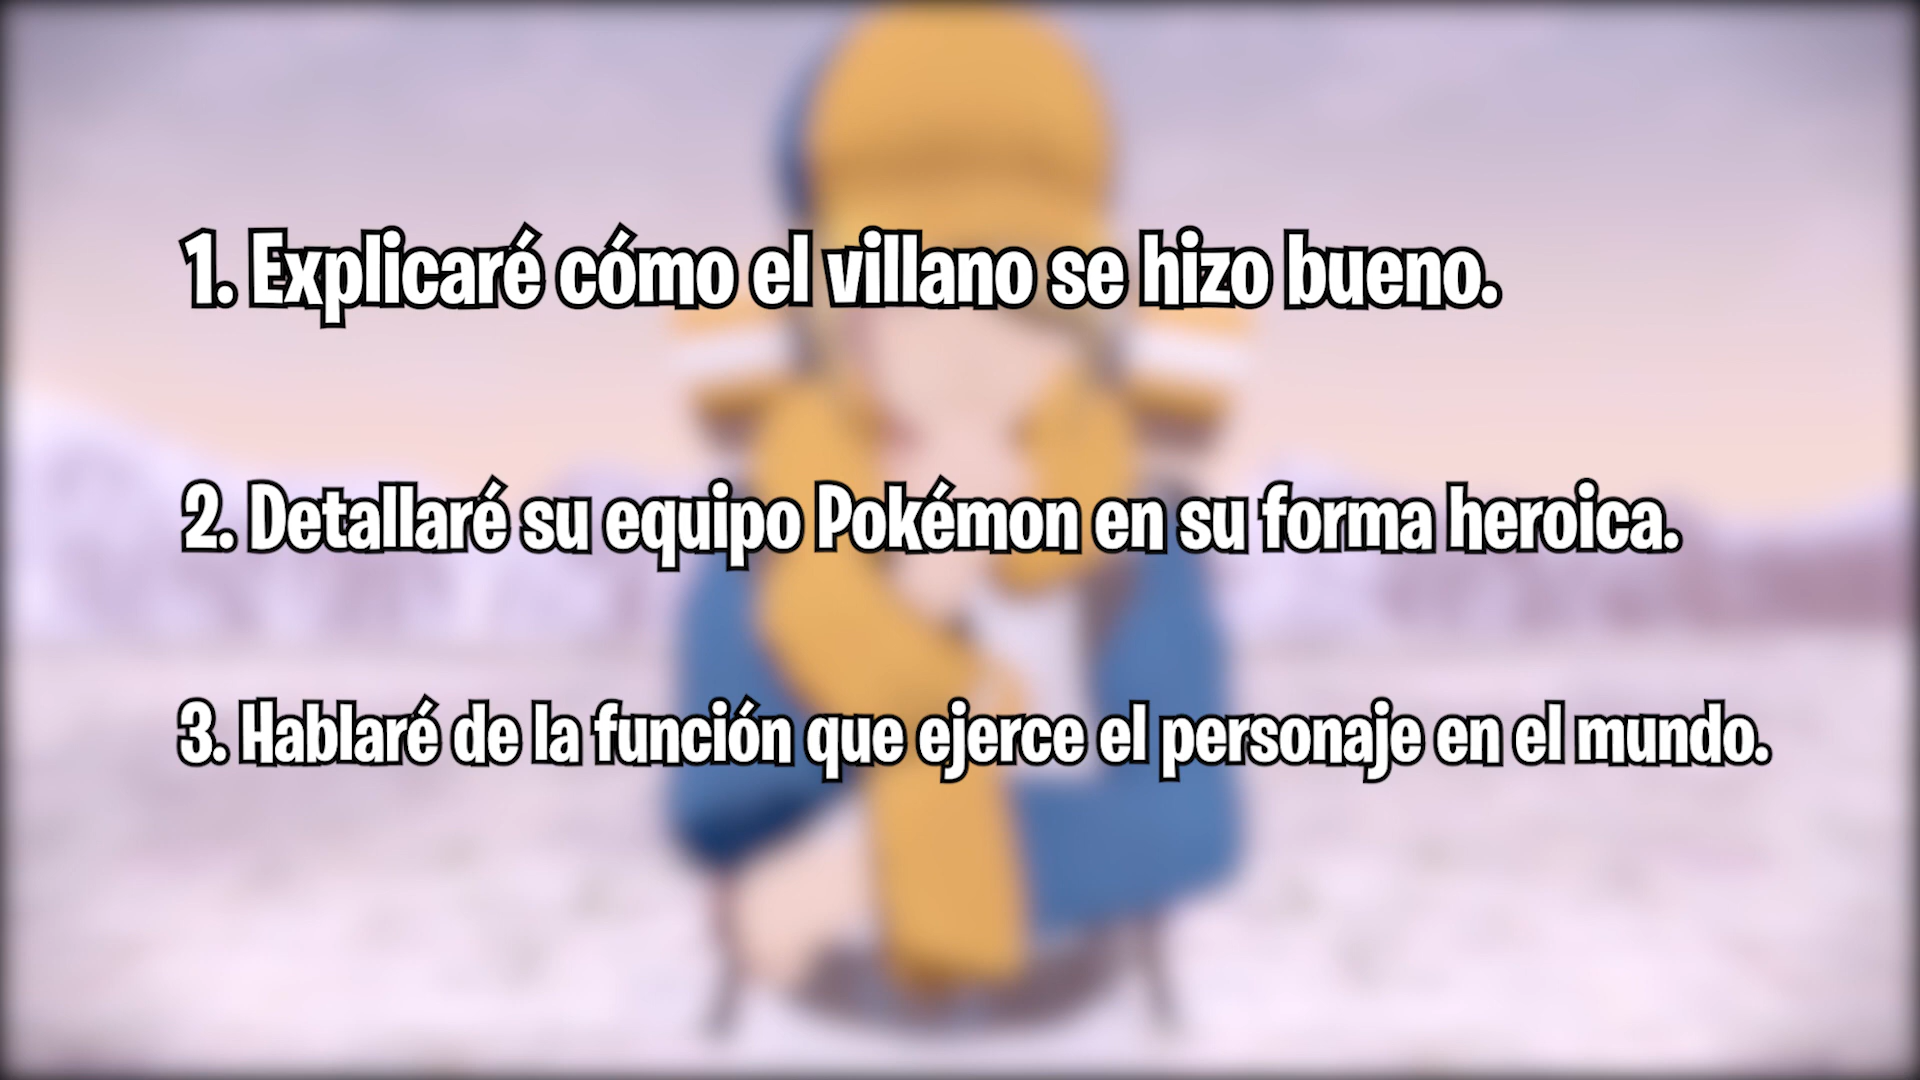 1. Explicaré cómo el villano se hizo bueno.
2. Detallaré su equipo Pokémon en su forma heroica.
3. Hablaré de la función que ejerce el personaje en el mundo.